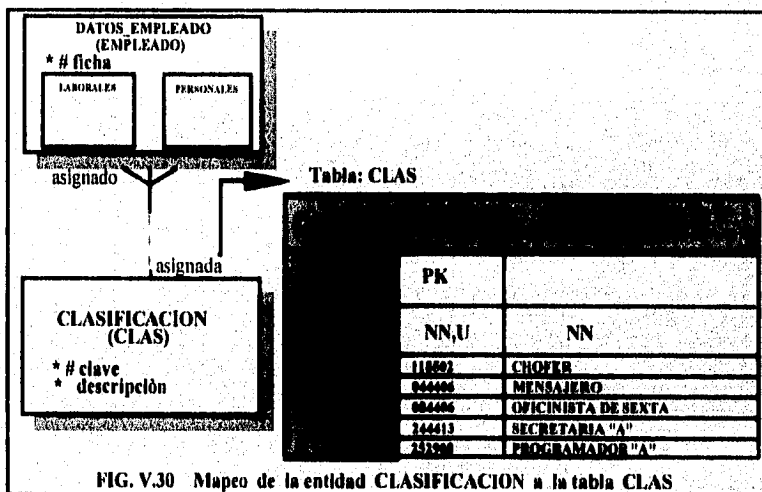 DATOS_EMPLEADO
(EMPLEADO)
* # ficha
LABORALES
PERSONALES
asignado
Tabla: CLAS
asignada
CLASIFICACION
(CLAS)
* # clave
* descripción
PK
NN,U NN
CHOFER
MENSAJERO
OFICINISTA DE SEXTA
244413 SECRETARIA "A"
PROGRAMADOR "A"
FIG. V.30 Mapeo de la entidad CLASIFICACION a la tabla CLAS